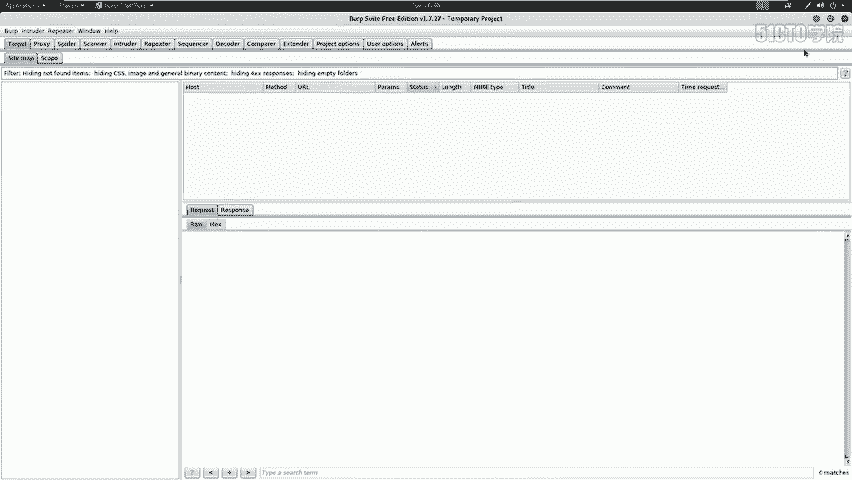 Burp Suite Free Edition v1.7.27 - Temporary Project
Burp Intruder Repeater Window Help
Target Proxy Spider Scanner Intruder Repeater Sequencer Decoder Comparer Extender Project options User options Alerts
Site map Scope
Filter: Hiding not found items; hiding CSS, image and general binary content; hiding 4xx responses; hiding empty folders
Host Method URL Params Status Length MIME type Title Comment Time request...
Request Response
Raw Hex
? < + > Type a search term 0 matches
51CTO学院